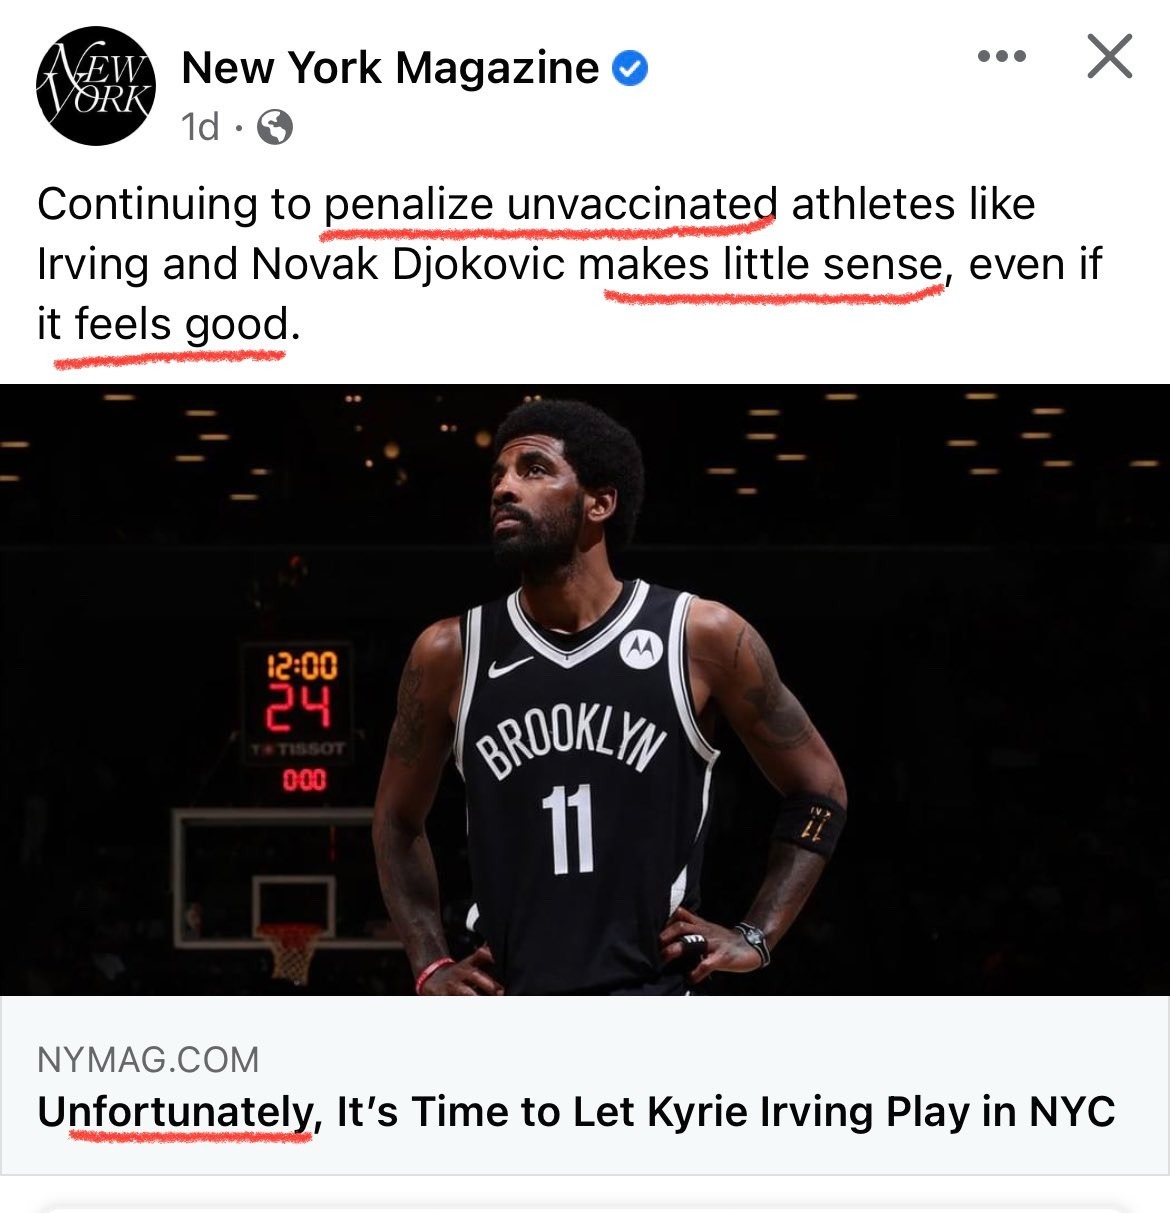 NEW
YORK
New York Magazine
1d ·
Continuing to penalize unvaccinated athletes like
Irving and Novak Djokovic makes little sense, even if
it feels good.
12:00
24
TISSOT
0:00
BROOKLYN
11
NYMAG.COM
Unfortunately, It’s Time to Let Kyrie Irving Play in NYC